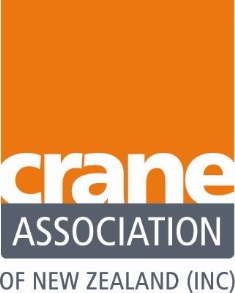 crane
ASSOCIATION
OF NEW ZEALAND (INC)